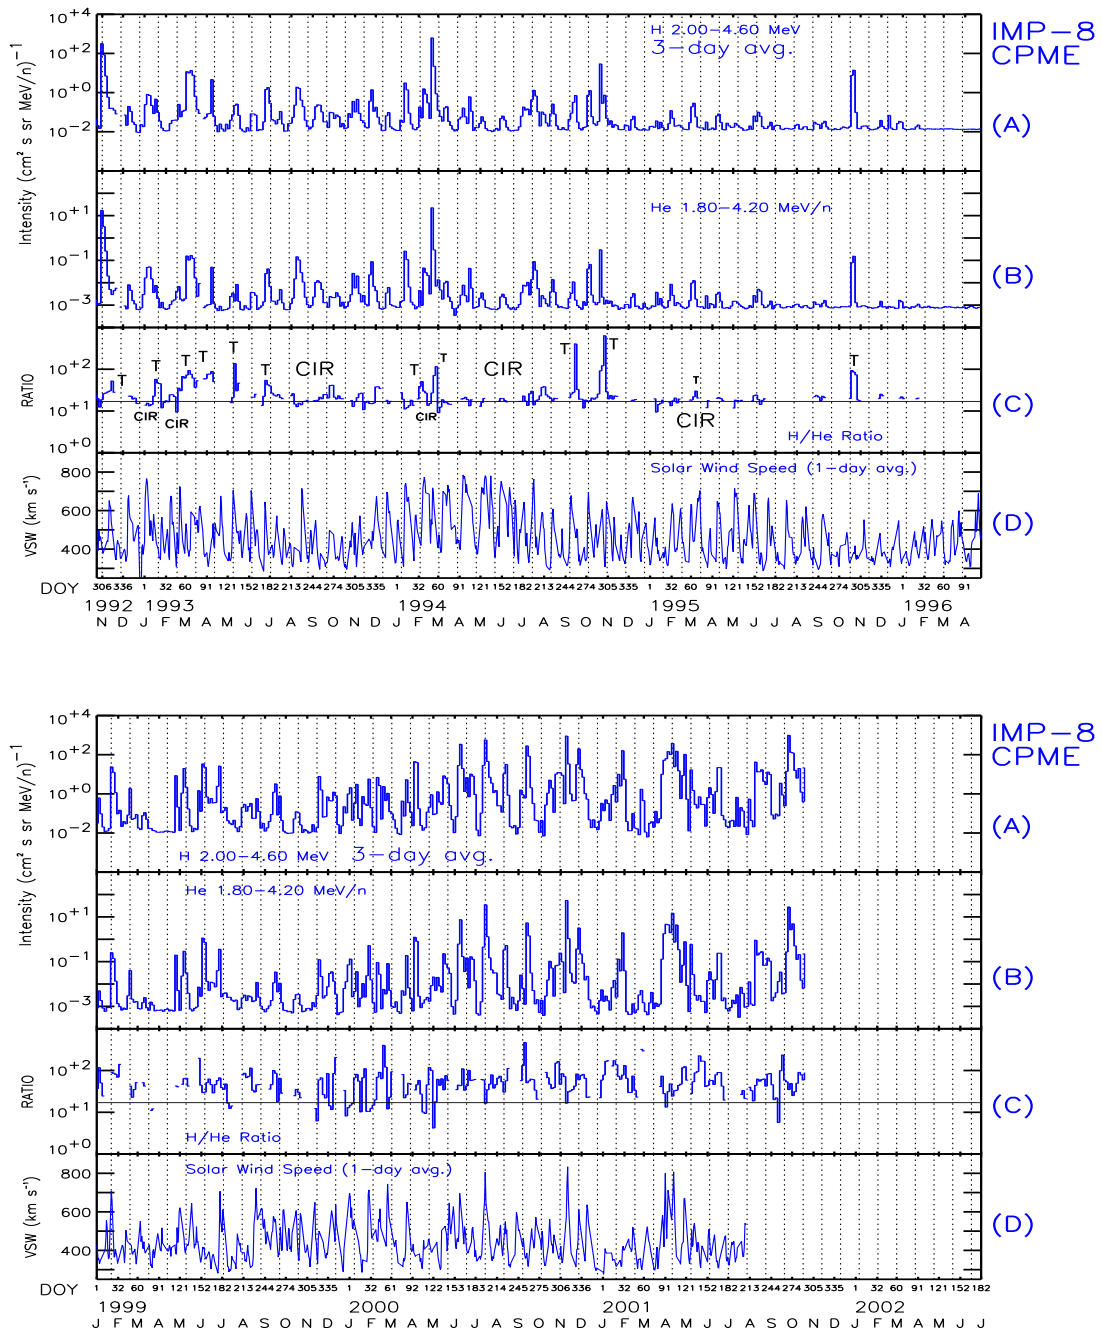 10+4
10+2
10+0
10−2
Intensity (cm² s sr MeV/n)−1
H 2.00−4.60 MeV
3−day avg.
IMP−8
CPME
(A)
10+1
10−1
10−3
He 1.80−4.20 MeV/n
(B)
10+2
10+1
10+0
RATIO
T T T T T T CIR T T CIR T T T T
CIR CIR CIR CIR
H/He Ratio
(C)
800
600
400
VSW (km s⁻¹)
Solar Wind Speed (1−day avg.)
(D)
DOY 306 336 1 32 60 91 121 152 182 213 244 274 305 335 1 32 60 91 121 152 182 213 244 274 305 335 1 32 60 91 121 152 182 213 244 274 305 335 1 32 60 91
1992 1993 1994 1995 1996
N D J F M A M J J A S O N D J F M A M J J A S O N D J F M A M J J A S O N D J F M A
10+4
10+2
10+0
10−2
Intensity (cm² s sr MeV/n)−1
H 2.00−4.60 MeV 3−day avg.
IMP−8
CPME
(A)
10+1
10−1
10−3
He 1.80−4.20 MeV/n
(B)
10+2
10+1
10+0
RATIO
H/He Ratio
(C)
800
600
400
VSW (km s⁻¹)
Solar Wind Speed (1−day avg.)
(D)
DOY 1 32 60 91 121 152 182 213 244 274 305 335 1 32 61 92 122 153 183 214 245 275 306 336 1 32 60 91 121 152 182 213 244 274 305 335 1 32 60 91 121 152 182
1999 2000 2001 2002
J F M A M J J A S O N D J F M A M J J A S O N D J F M A M J J A S O N D J F M A M J J